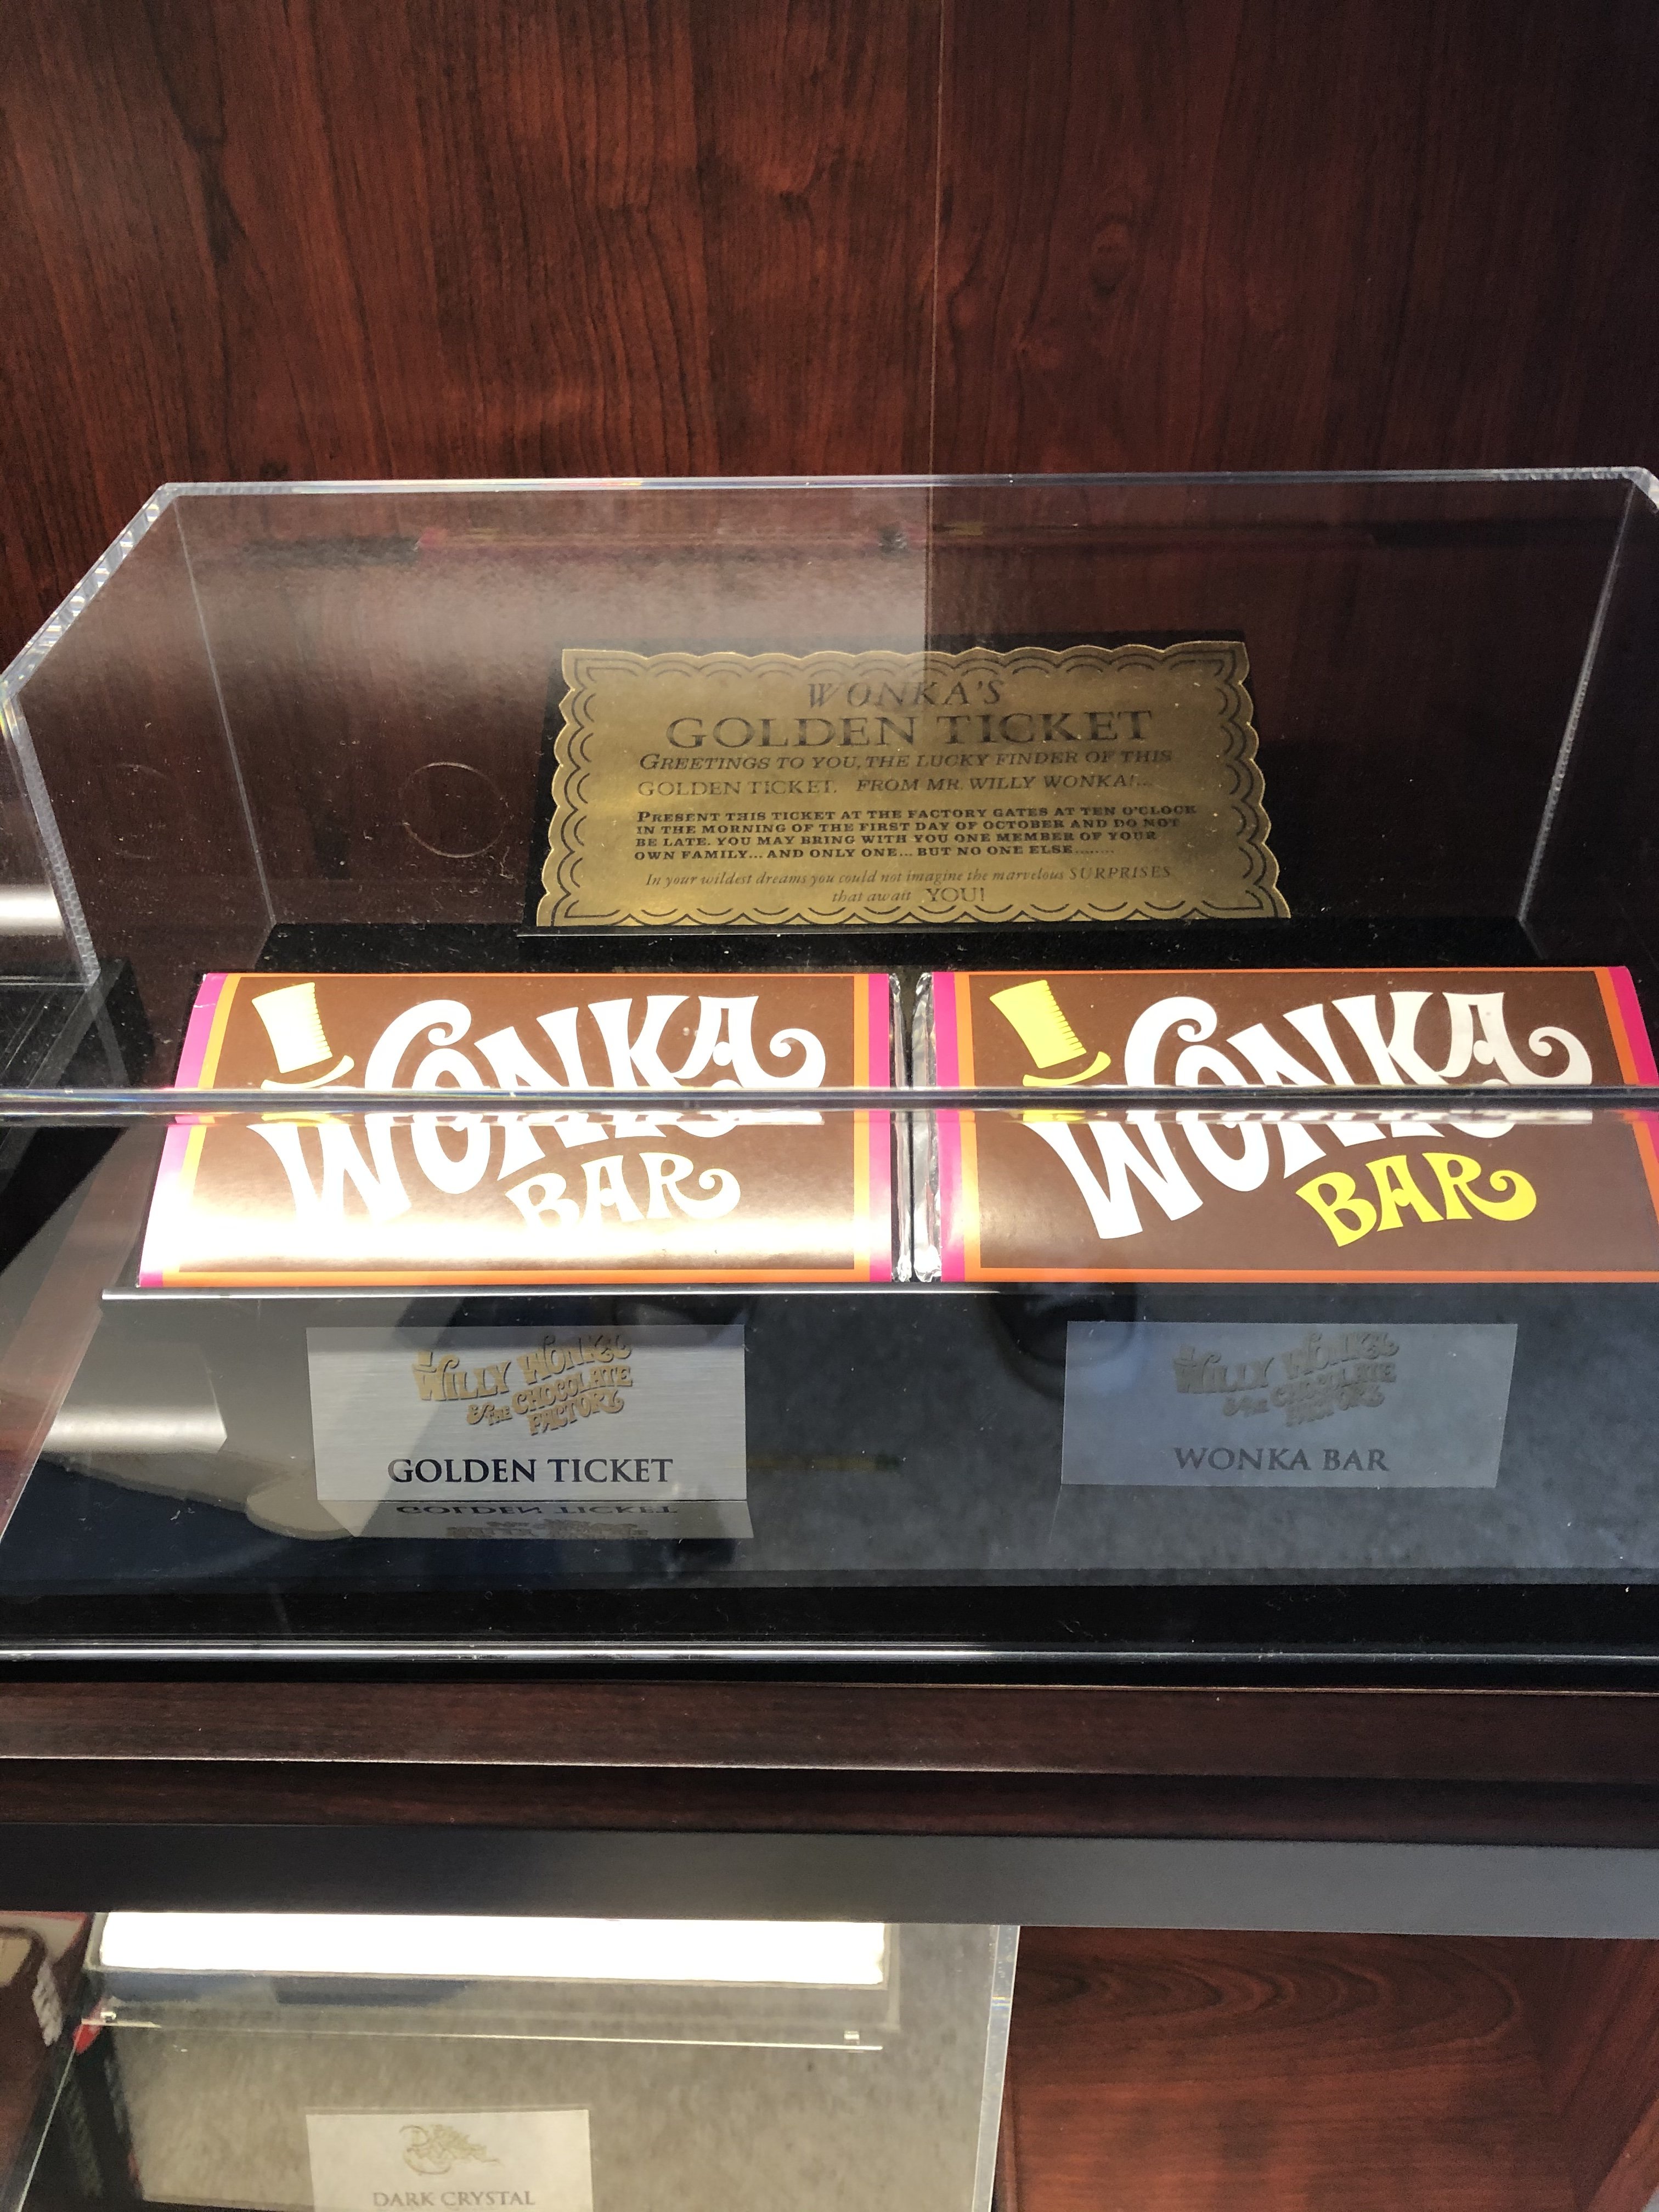 WONKA'S
GOLDEN TICKET
GREETINGS TO YOU, THE LUCKY FINDER OF THIS
GOLDEN TICKET. FROM MR. WILLY WONKA!...
PRESENT THIS TICKET AT THE FACTORY GATES AT TEN O'CLOCK
IN THE MORNING OF THE FIRST DAY OF OCTOBER AND DO NOT
BE LATE. YOU MAY BRING WITH YOU ONE MEMBER OF YOUR
OWN FAMILY... AND ONLY ONE... BUT NO ONE ELSE........
In your wildest dreams you could not imagine the marvelous SURPRISES
that await YOU!
WONKA
BAR
WONKA
BAR
WILLY WONKA
& THE CHOCOLATE
FACTORY
GOLDEN TICKET
WILLY WONKA
& THE CHOCOLATE
FACTORY
WONKA BAR
DARK CRYSTAL